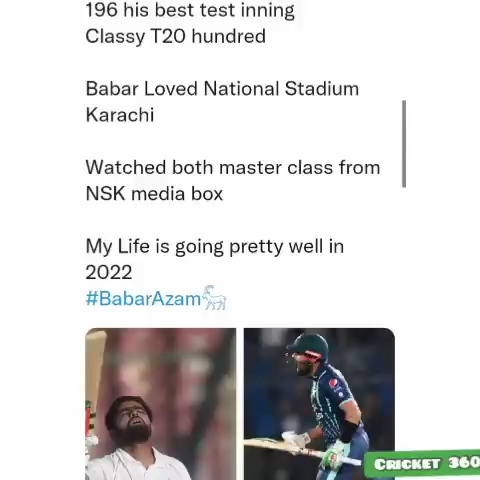 196 his best test inning
Classy T20 hundred
Babar Loved National Stadium
Karachi
Watched both master class from
NSK media box
My Life is going pretty well in
2022
#BabarAzam🐐
CRICKET 360